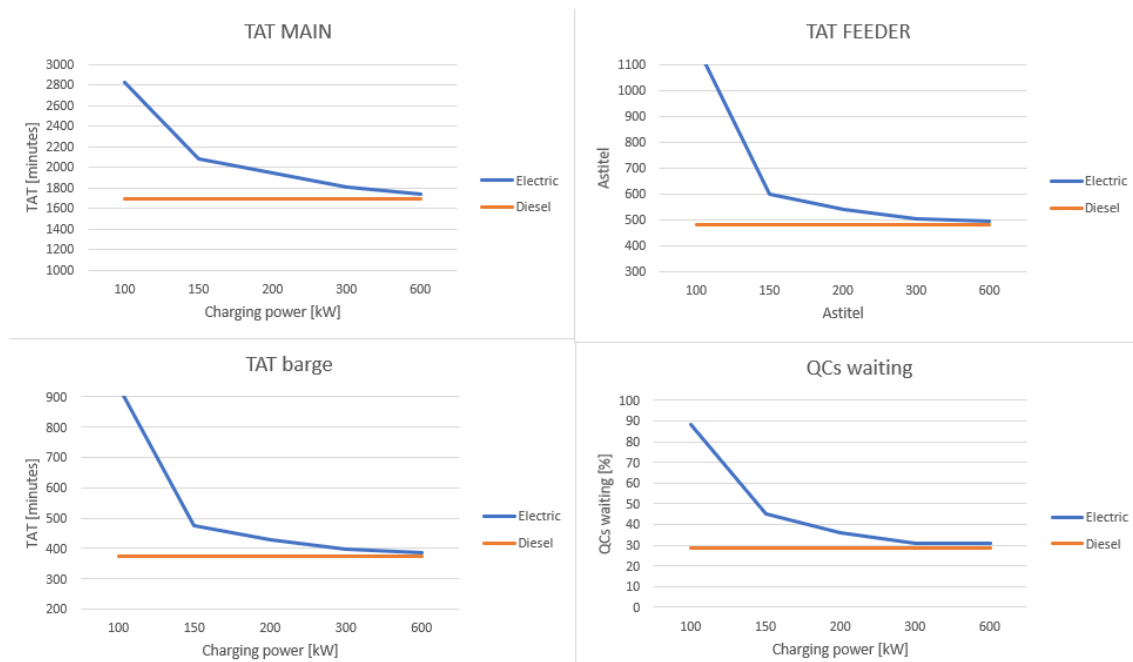 TAT MAIN
3000
2800
2600
2400
2200
2000
1800
1600
1400
1200
1000
TAT [minutes]
100 150 200 300 600
Charging power [kW]
Electric
Diesel
TAT FEEDER
1100
1000
900
800
700
600
500
400
300
Astitel
100 150 200 300 600
Astitel
Electric
Diesel
TAT barge
900
800
700
600
500
400
300
200
TAT [minutes]
100 150 200 300 600
Charging power [kW]
Electric
Diesel
QCs waiting
100
90
80
70
60
50
40
30
20
10
0
QCs waiting [%]
100 150 200 300 600
Charging power [kW]
Electric
Diesel